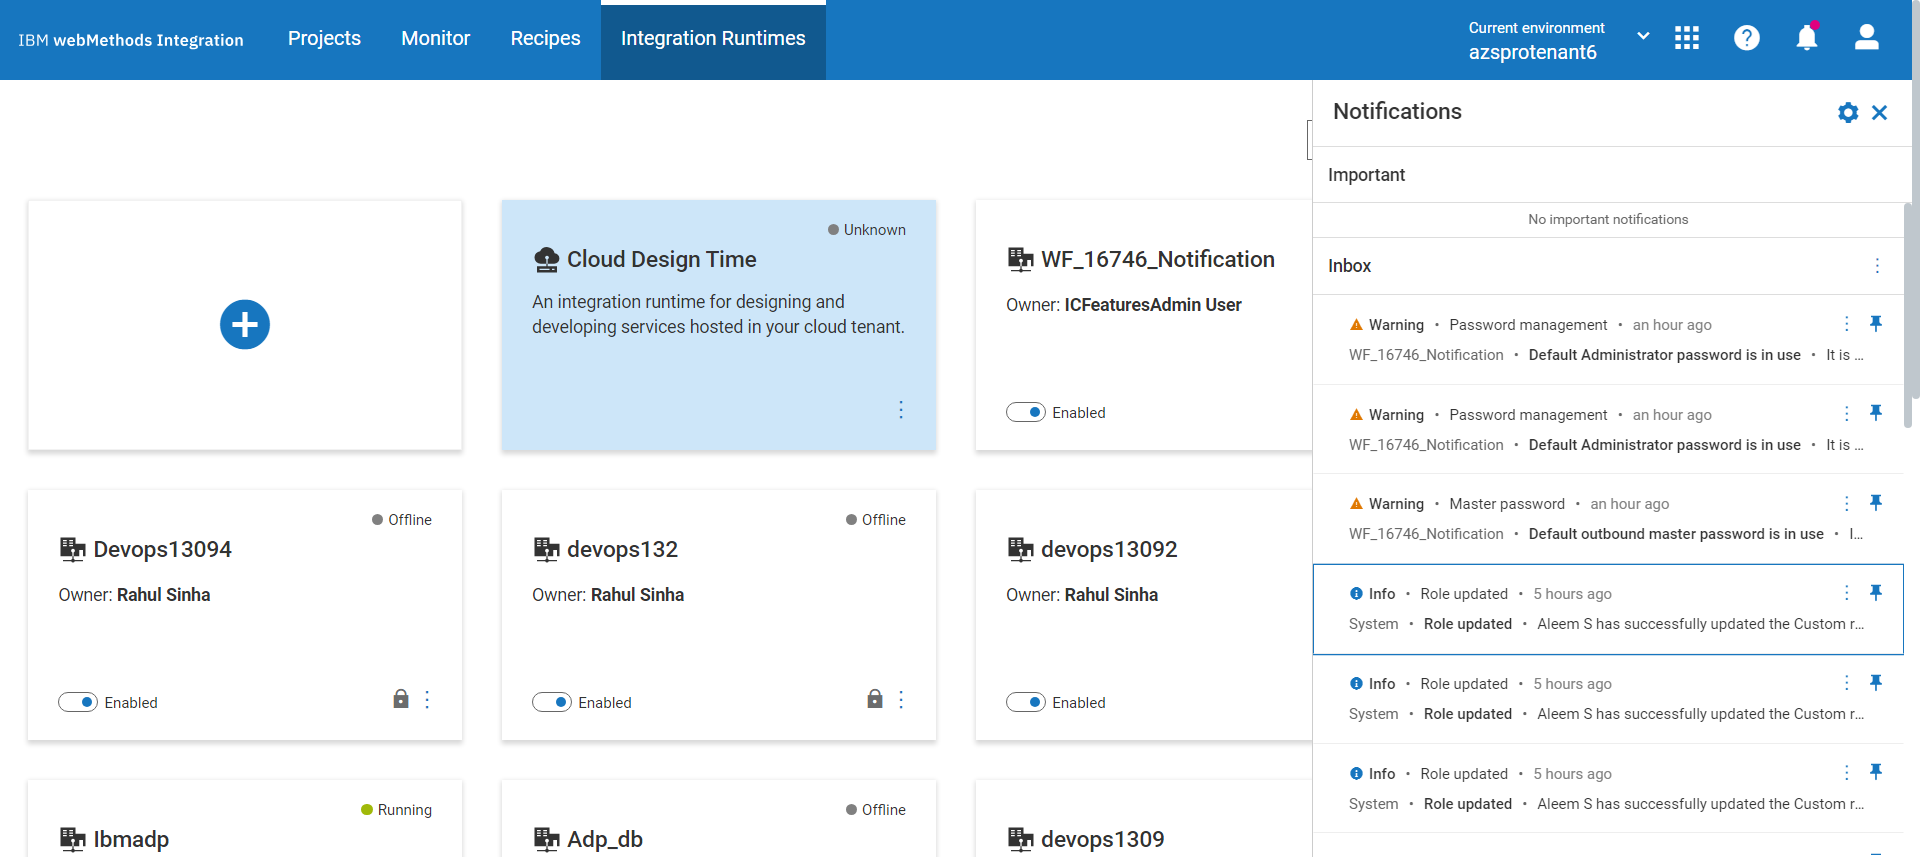 IBM webMethods Integration
Projects
Monitor
Recipes
Integration Runtimes
Current environment
azsprotenant6
Notifications
Important
No important notifications
Inbox
Warning • Password management • an hour ago
WF_16746_Notification • Default Administrator password is in use • It is ...
Warning • Password management • an hour ago
WF_16746_Notification • Default Administrator password is in use • It is ...
Warning • Master password • an hour ago
WF_16746_Notification • Default outbound master password is in use • I...
Info • Role updated • 5 hours ago
System • Role updated • Aleem S has successfully updated the Custom r...
Info • Role updated • 5 hours ago
System • Role updated • Aleem S has successfully updated the Custom r...
Info • Role updated • 5 hours ago
System • Role updated • Aleem S has successfully updated the Custom r...
Unknown
Cloud Design Time
An integration runtime for designing and
developing services hosted in your cloud tenant.
WF_16746_Notification
Owner: ICFeaturesAdmin User
Enabled
Offline
Devops13094
Owner: Rahul Sinha
Enabled
Offline
devops132
Owner: Rahul Sinha
Enabled
devops13092
Owner: Rahul Sinha
Enabled
Running
Ibmadp
Offline
Adp_db
devops1309